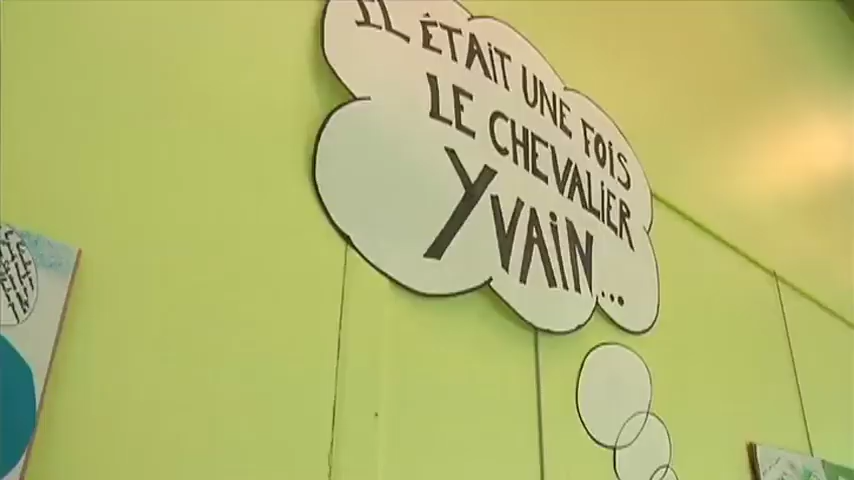 IL ÉTAIT UNE FOIS
LE CHEVALIER
YVAIN...